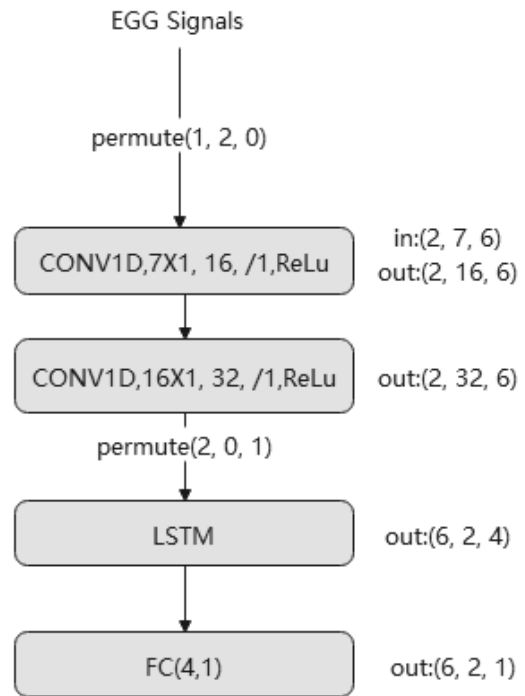 EGG Signals
permute(1, 2, 0)
in:(2, 7, 6)
CONV1D,7X1, 16, /1,ReLu
out:(2, 16, 6)
CONV1D,16X1, 32, /1,ReLu
out:(2, 32, 6)
permute(2, 0, 1)
LSTM
out:(6, 2, 4)
FC(4,1)
out:(6, 2, 1)